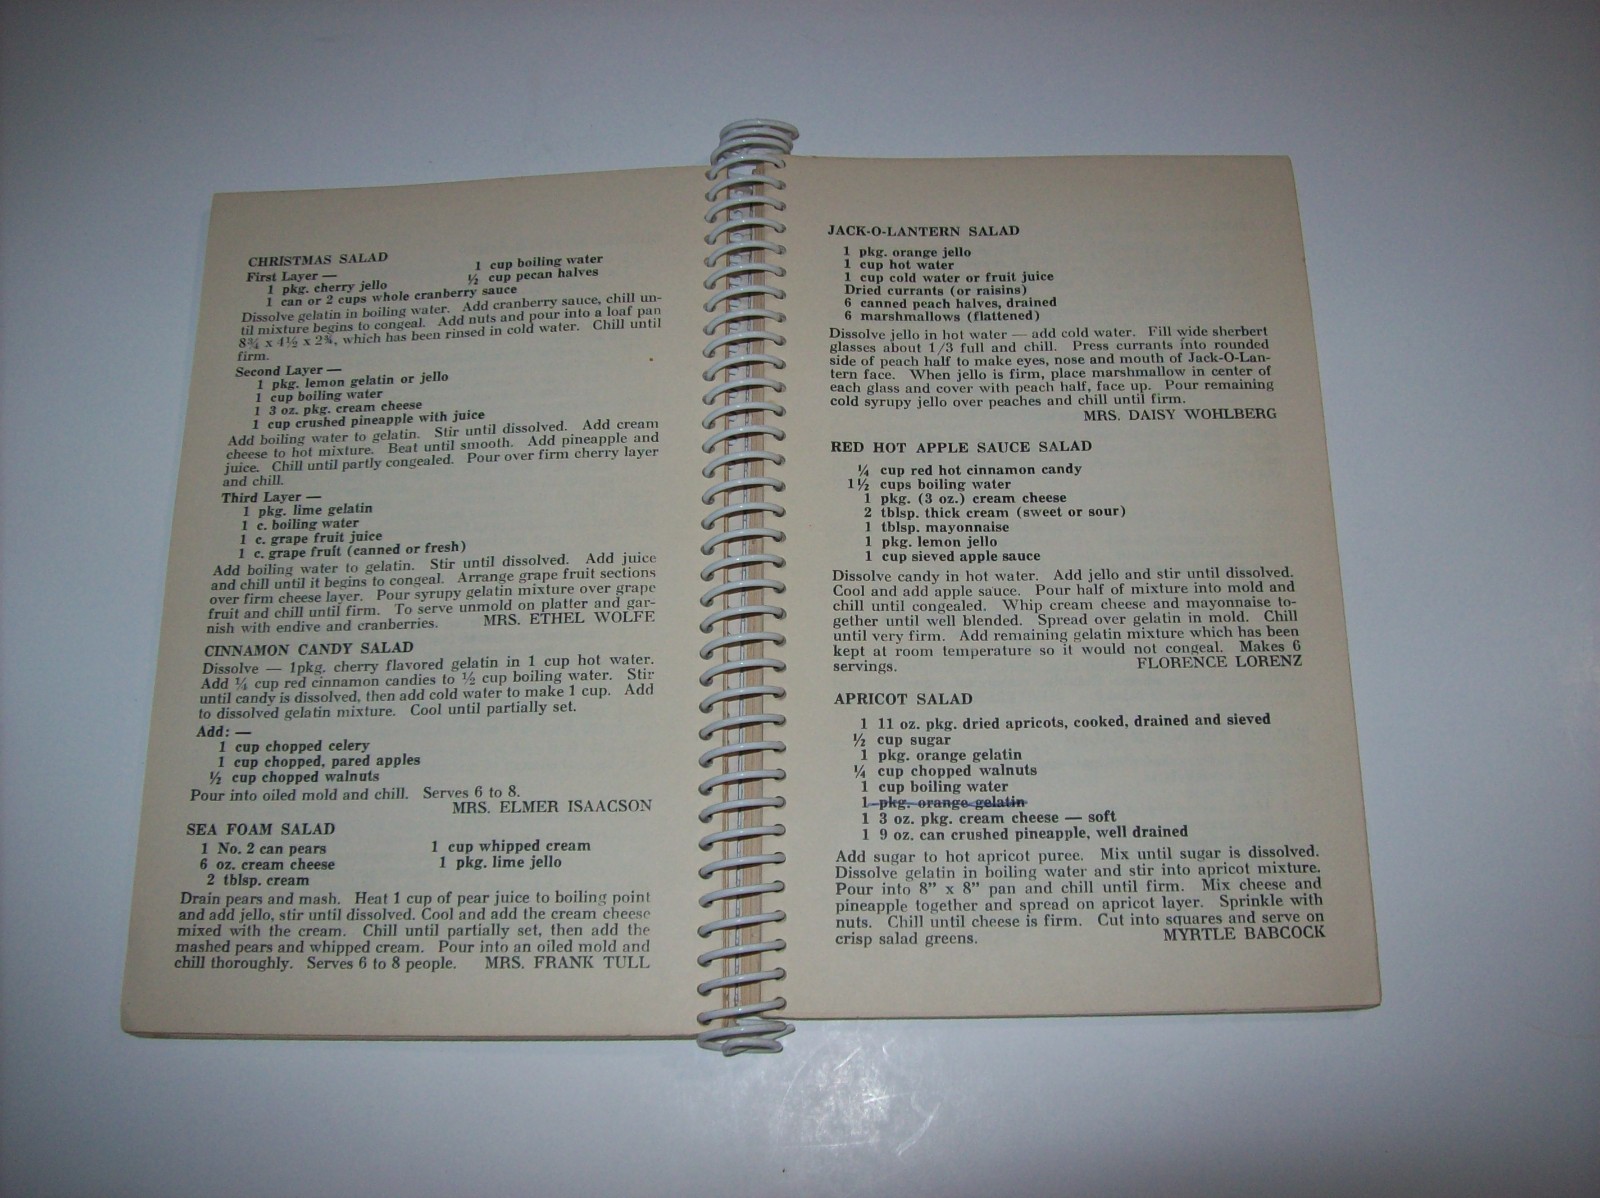 CHRISTMAS SALAD
First Layer —
1 pkg. cherry jello
1 cup boiling water
½ cup pecan halves
1 can or 2 cups whole cranberry sauce
Dissolve gelatin in boiling water. Add cranberry sauce, chill un-
til mixture begins to congeal. Add nuts and pour into a loaf pan
8¾ x 4½ x 2¾, which has been rinsed in cold water. Chill until
firm.
Second Layer —
1 pkg. lemon gelatin or jello
1 cup boiling water
1 3 oz. pkg. cream cheese
1 cup crushed pineapple with juice
Add boiling water to gelatin. Stir until dissolved. Add cream
cheese to hot mixture. Beat until smooth. Add pineapple and
juice. Chill until partly congealed. Pour over firm cherry layer
and chill.
Third Layer —
1 pkg. lime gelatin
1 c. boiling water
1 c. grape fruit juice
1 c. grape fruit (canned or fresh)
Add boiling water to gelatin. Stir until dissolved. Add juice
and chill until it begins to congeal. Arrange grape fruit sections
over firm cheese layer. Pour syrupy gelatin mixture over grape
fruit and chill until firm. To serve unmold on platter and gar-
nish with endive and cranberries. MRS. ETHEL WOLFE
CINNAMON CANDY SALAD
Dissolve — 1pkg. cherry flavored gelatin in 1 cup hot water.
Add ¼ cup red cinnamon candies to ½ cup boiling water. Stir
until candy is dissolved, then add cold water to make 1 cup. Add
to dissolved gelatin mixture. Cool until partially set.
Add: —
1 cup chopped celery
1 cup chopped, pared apples
½ cup chopped walnuts
Pour into oiled mold and chill. Serves 6 to 8.
MRS. ELMER ISAACSON
SEA FOAM SALAD
1 No. 2 can pears
6 oz. cream cheese
2 tblsp. cream
1 cup whipped cream
1 pkg. lime jello
Drain pears and mash. Heat 1 cup of pear juice to boiling point
and add jello, stir until dissolved. Cool and add the cream cheese
mixed with the cream. Chill until partially set, then add the
mashed pears and whipped cream. Pour into an oiled mold and
chill thoroughly. Serves 6 to 8 people. MRS. FRANK TULL
JACK-O-LANTERN SALAD
1 pkg. orange jello
1 cup hot water
1 cup cold water or fruit juice
Dried currants (or raisins)
6 canned peach halves, drained
6 marshmallows (flattened)
Dissolve jello in hot water — add cold water. Fill wide sherbert
glasses about 1/3 full and chill. Press currants into rounded
side of peach half to make eyes, nose and mouth of Jack-O-Lan-
tern face. When jello is firm, place marshmallow in center of
each glass and cover with peach half, face up. Pour remaining
cold syrupy jello over peaches and chill until firm.
MRS. DAISY WOHLBERG
RED HOT APPLE SAUCE SALAD
¼ cup red hot cinnamon candy
1½ cups boiling water
1 pkg. (3 oz.) cream cheese
2 tblsp. thick cream (sweet or sour)
1 tblsp. mayonnaise
1 pkg. lemon jello
1 cup sieved apple sauce
Dissolve candy in hot water. Add jello and stir until dissolved.
Cool and add apple sauce. Pour half of mixture into mold and
chill until congealed. Whip cream cheese and mayonnaise to-
gether until well blended. Spread over gelatin in mold. Chill
until very firm. Add remaining gelatin mixture which has been
kept at room temperature so it would not congeal. Makes 6
servings. FLORENCE LORENZ
APRICOT SALAD
1 11 oz. pkg. dried apricots, cooked, drained and sieved
½ cup sugar
1 pkg. orange gelatin
¼ cup chopped walnuts
1 cup boiling water
1 pkg. orange gelatin
1 3 oz. pkg. cream cheese — soft
1 9 oz. can crushed pineapple, well drained
Add sugar to hot apricot puree. Mix until sugar is dissolved.
Dissolve gelatin in boiling water and stir into apricot mixture.
Pour into 8" x 8" pan and chill until firm. Mix cheese and
pineapple together and spread on apricot layer. Sprinkle with
nuts. Chill until cheese is firm. Cut into squares and serve on
crisp salad greens. MYRTLE BABCOCK